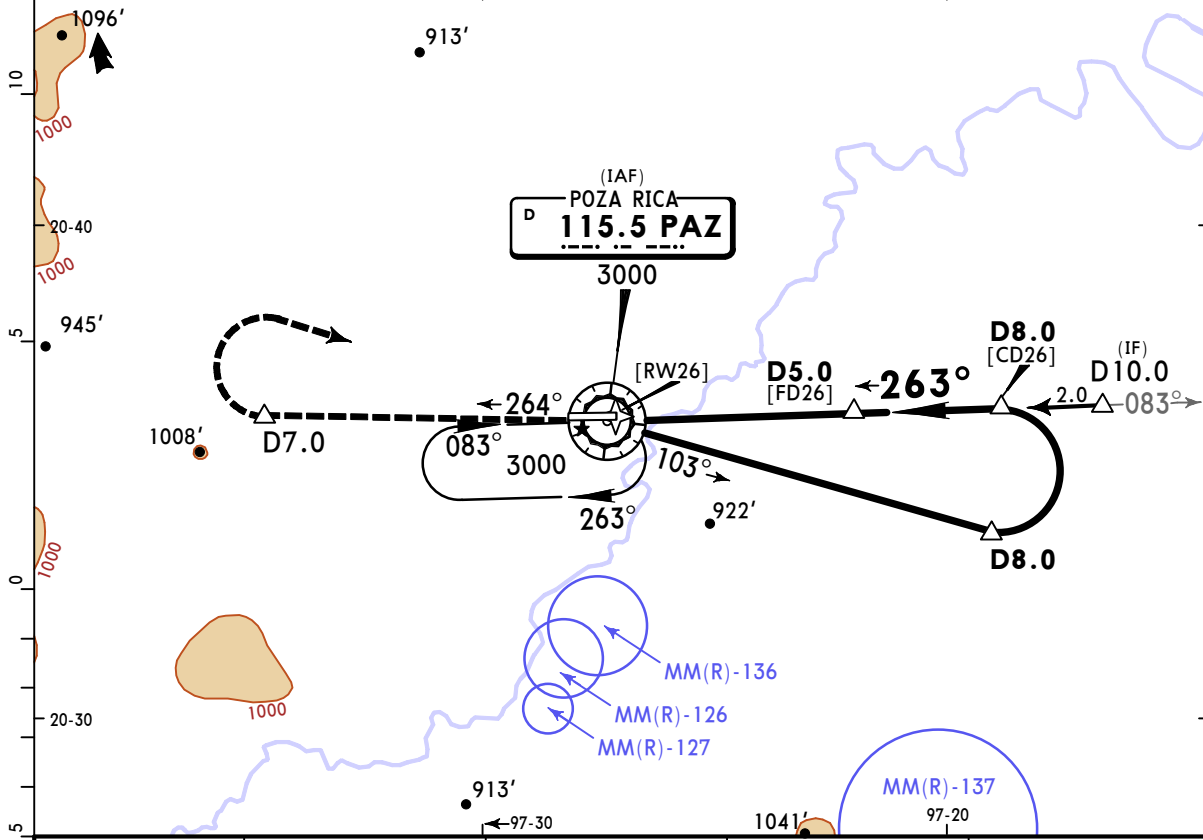 1096′
913′
10
1000
(IAF)
POZA RICA
D 115.5 PAZ
20-40
1000
3000
5
945′
[RW26]
D8.0
[CD26]
(IF)
D10.0
D5.0
[FD26]
263°
2.0
083°
264°
083°
1008′
D7.0
3000
103°
263°
922′
D8.0
1000
0
MM(R)-136
1000
MM(R)-126
20-30
MM(R)-127
913′
MM(R)-137
97-30
1041′
97-20
5